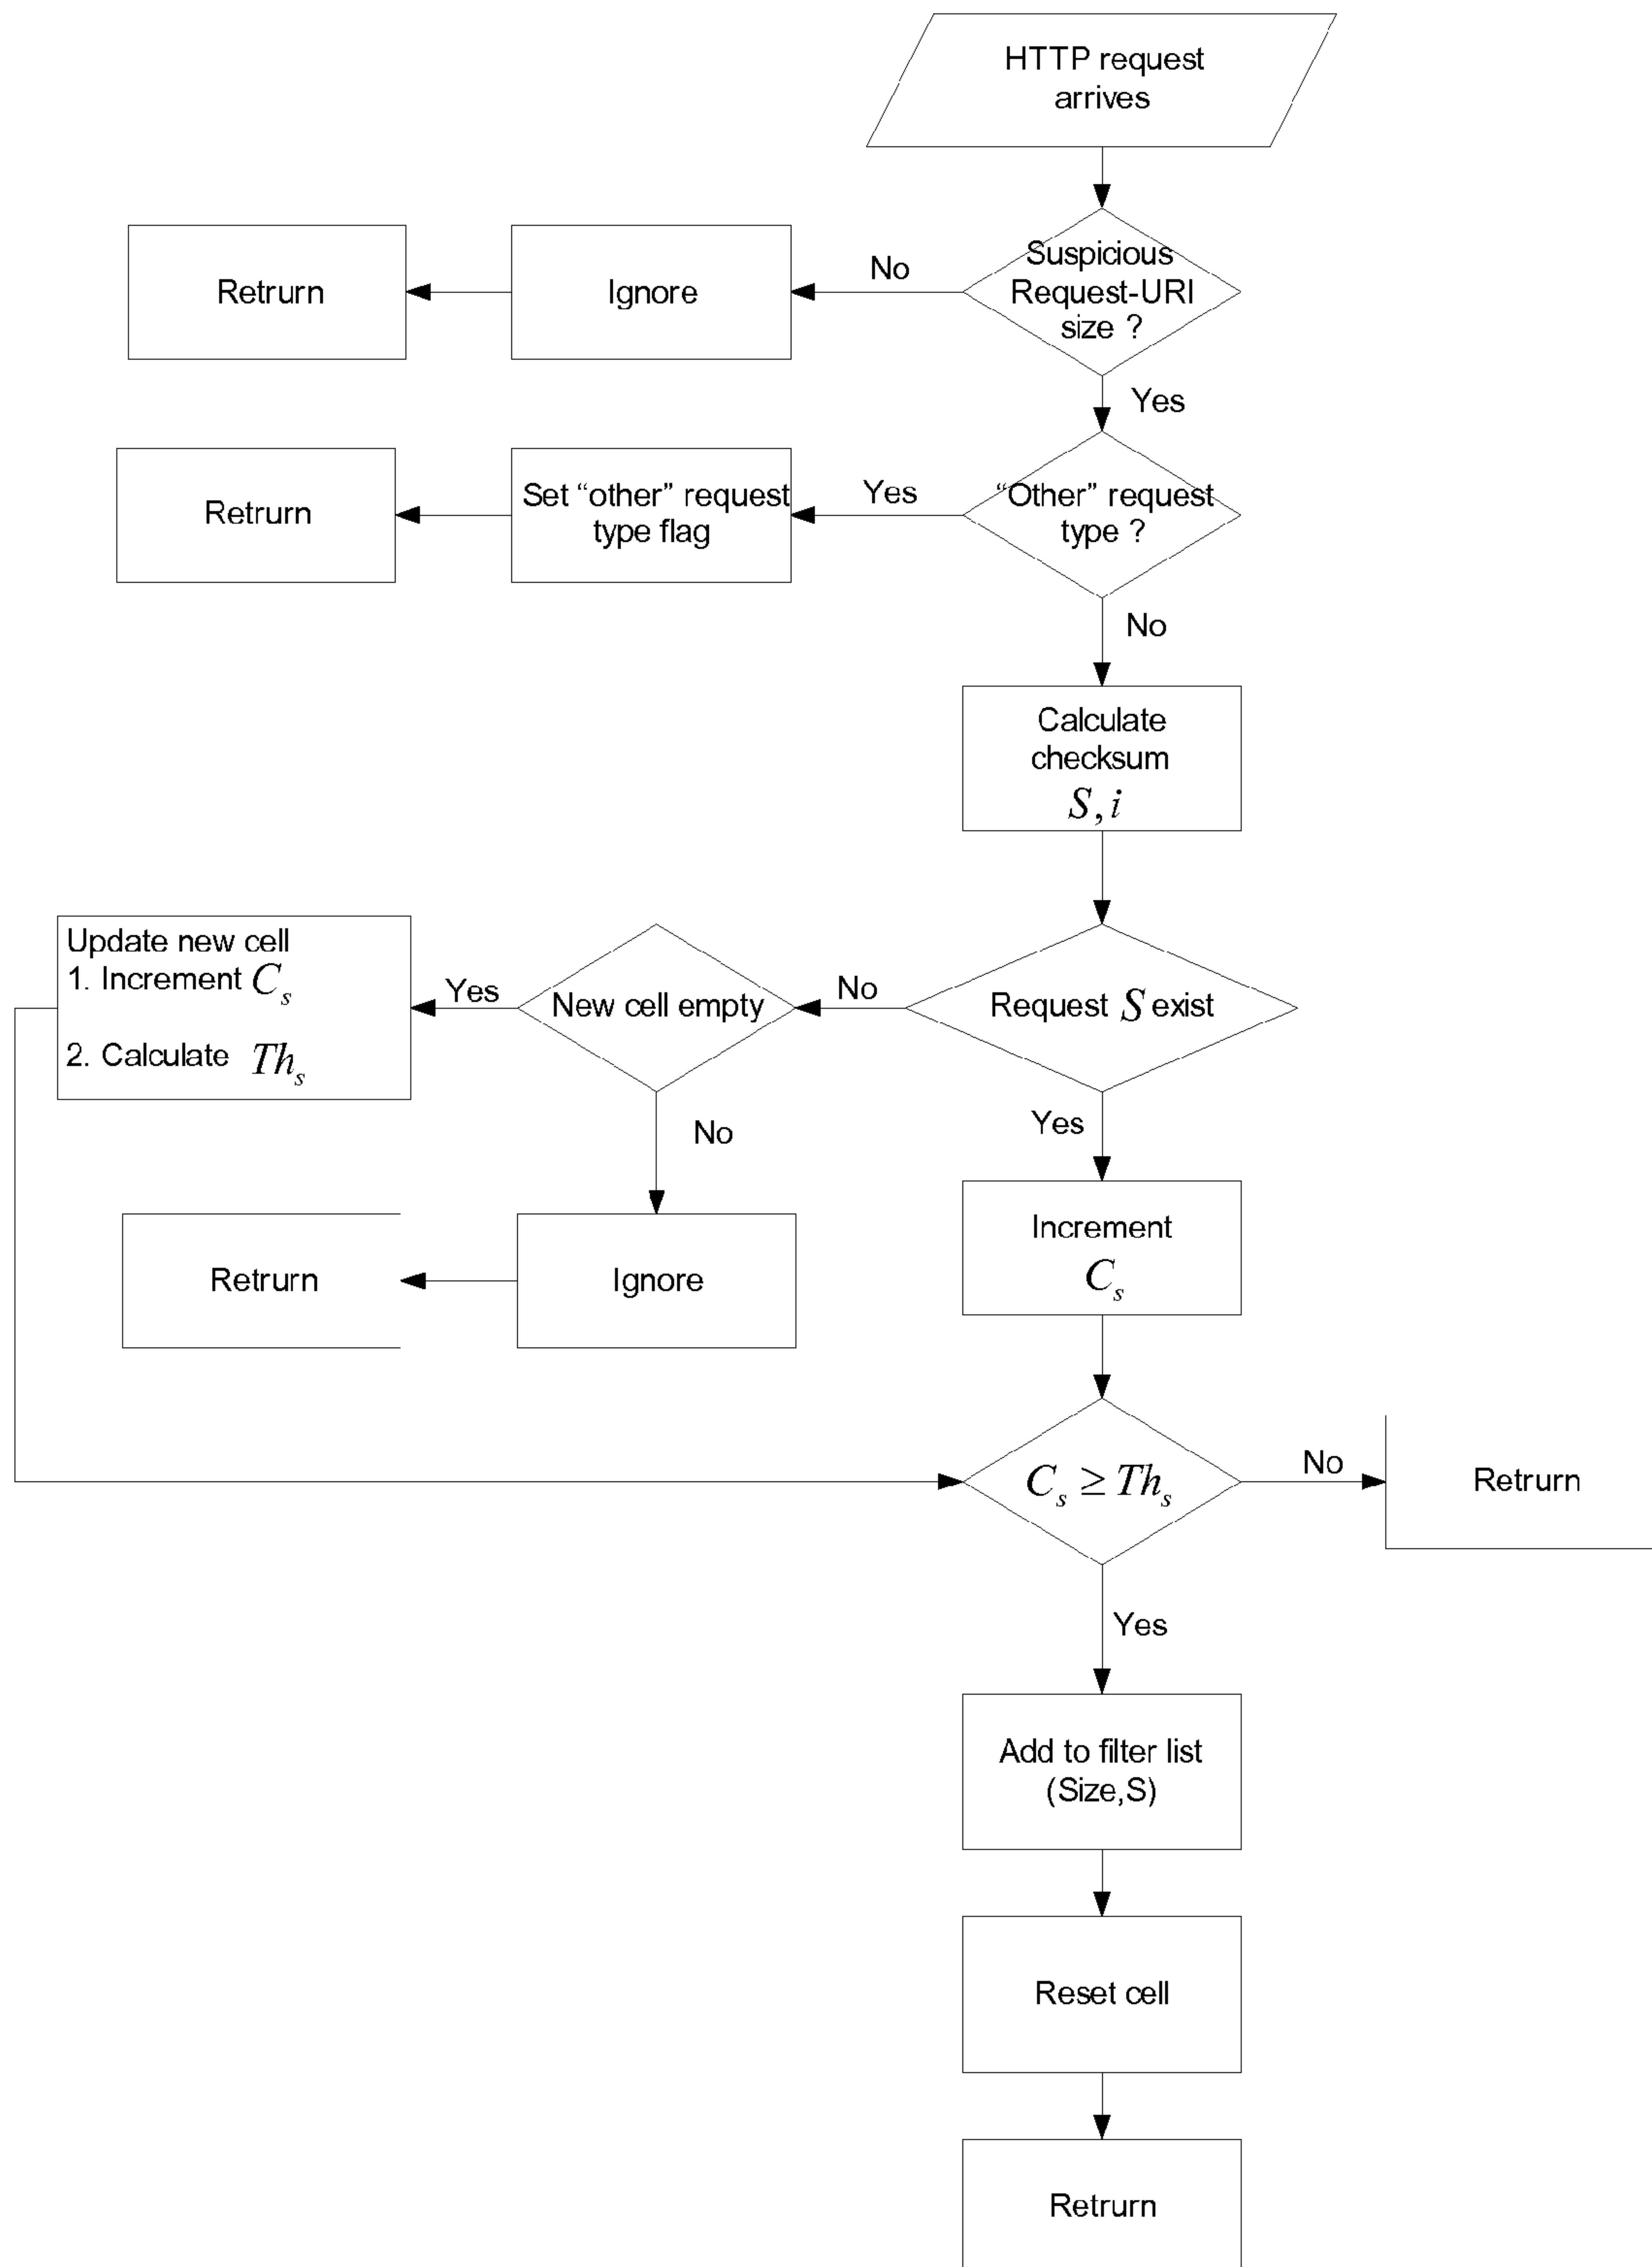 HTTP request
arrives
Suspicious
Request-URI
size ?
No
Ignore
Retrurn
Yes
"Other" request
type ?
Yes
Set “other” request
type flag
Retrurn
No
Calculate
checksum
S, i
Request S exist
No
New cell empty
Yes
Update new cell
1. Increment C_s
2. Calculate Th_s
No
Ignore
Retrurn
Yes
Increment
C_s
C_s ≥ Th_s
No
Retrurn
Yes
Add to filter list
(Size,S)
Reset cell
Retrurn